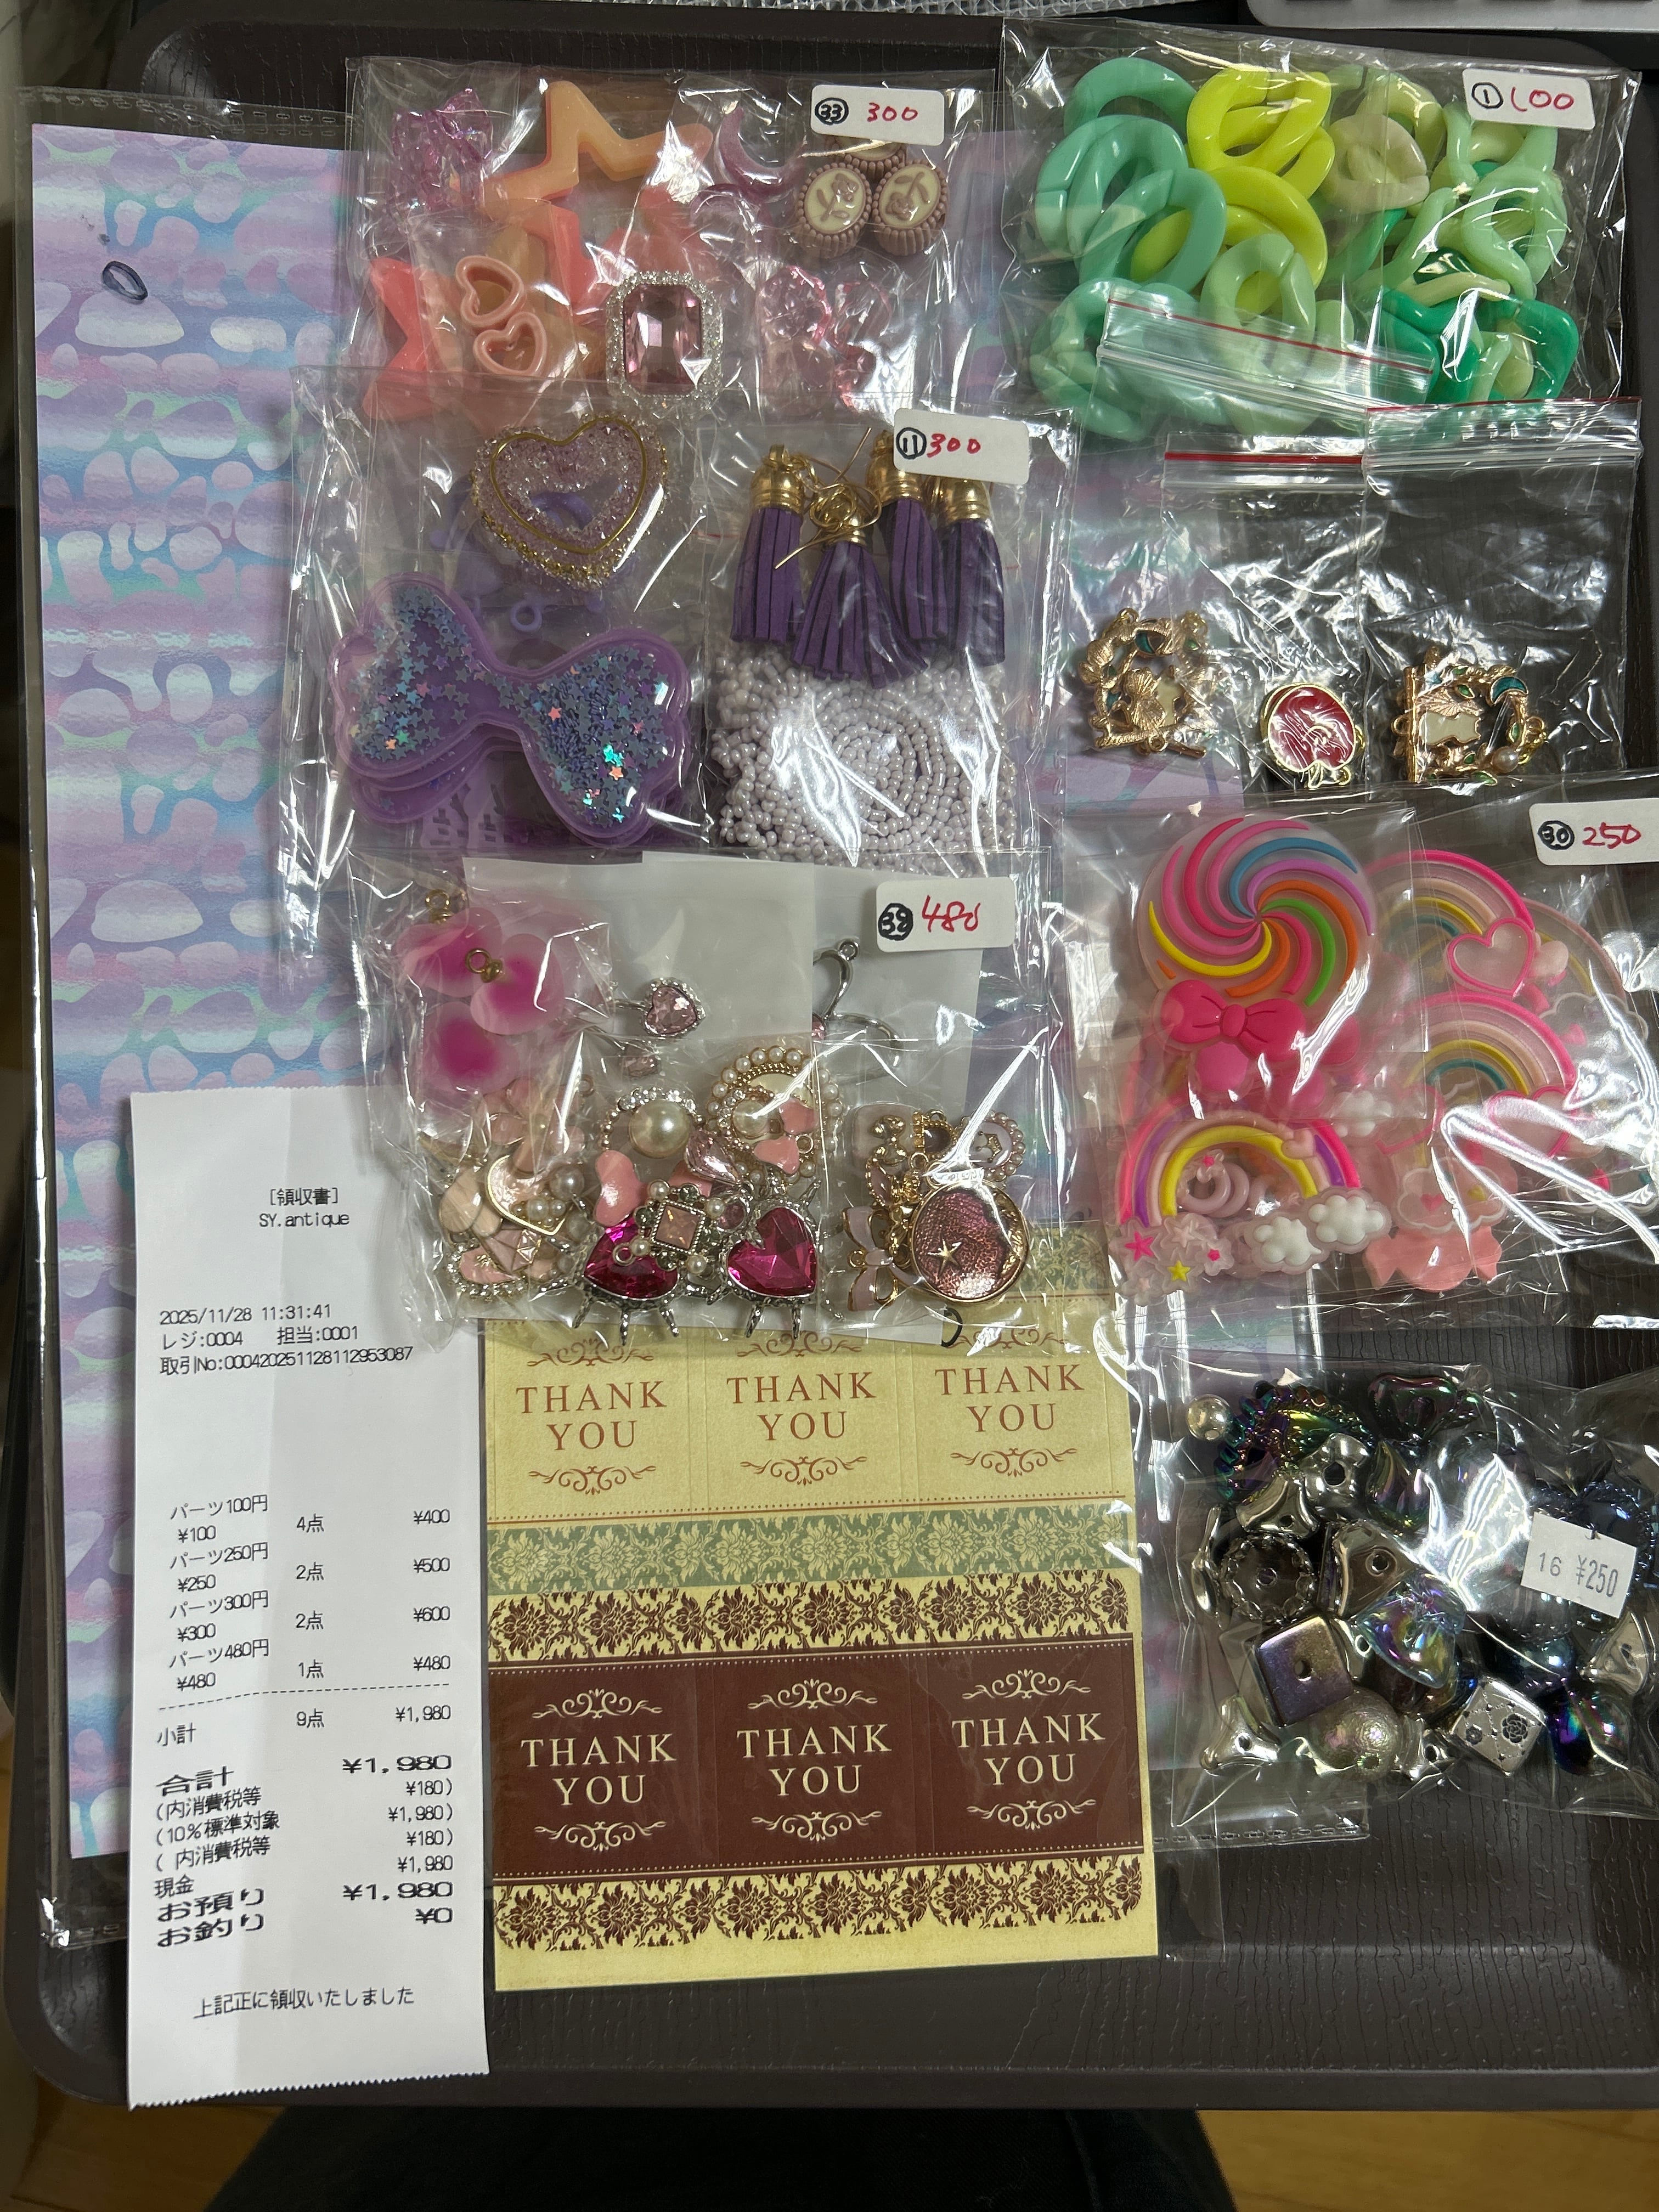 ㉝ 300
① 100
⑪ 300
㉚ 250
㊴ 480
16 ¥250
THANK YOU
THANK YOU
THANK YOU
THANK YOU
THANK YOU
THANK YOU
[領収書]
SY.antique
2025/11/28 11:31:41
レジ:0004 担当:0001
取引No:00042025112811295​3087
パーツ100円
¥100 4点 ¥400
パーツ250円
¥250 2点 ¥500
パーツ300円
¥300 2点 ¥600
パーツ480円
¥480 1点 ¥480
小計 9点 ¥1,980
合計 ¥1,980
(内消費税等 ¥180)
(10%標準対象 ¥1,980)
( 内消費税等 ¥180)
現金 ¥1,980
お預り ¥1,980
お釣り ¥0
上記正に領収いたしました